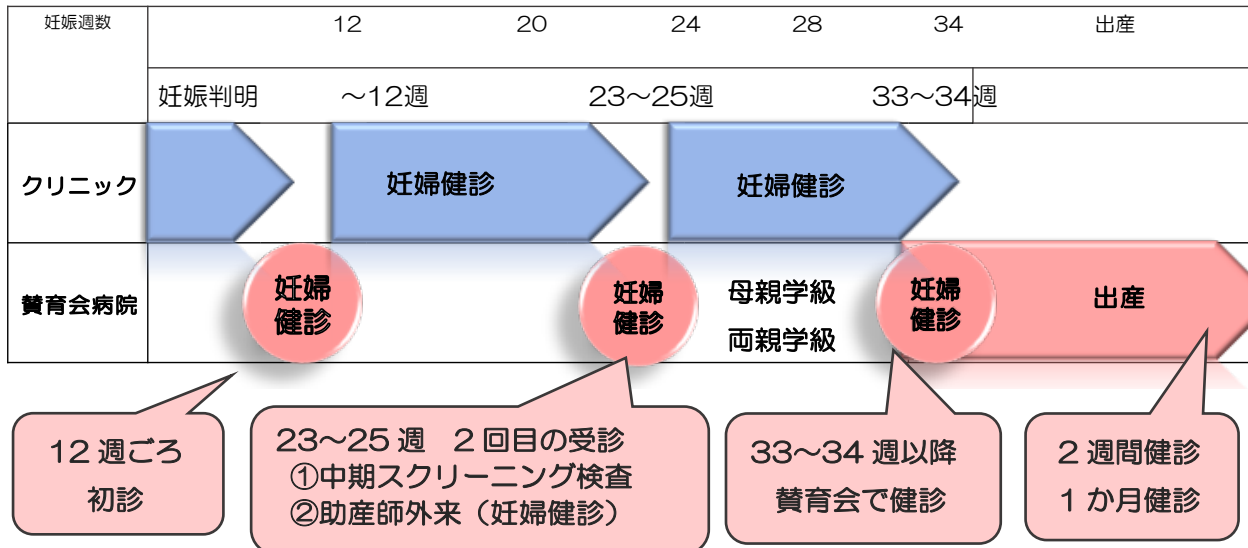 妊娠週数
12 20 24 28 34 出産
妊娠判明 ～12週 23～25週 33～34週
クリニック
妊婦健診
妊婦健診
賛育会病院
妊婦
健診
妊婦
健診
母親学級
両親学級
妊婦
健診
出産
12週ごろ
初診
23～25週 2回目の受診
①中期スクリーニング検査
②助産師外来（妊婦健診）
33～34週以降
賛育会で健診
2週間健診
1か月健診